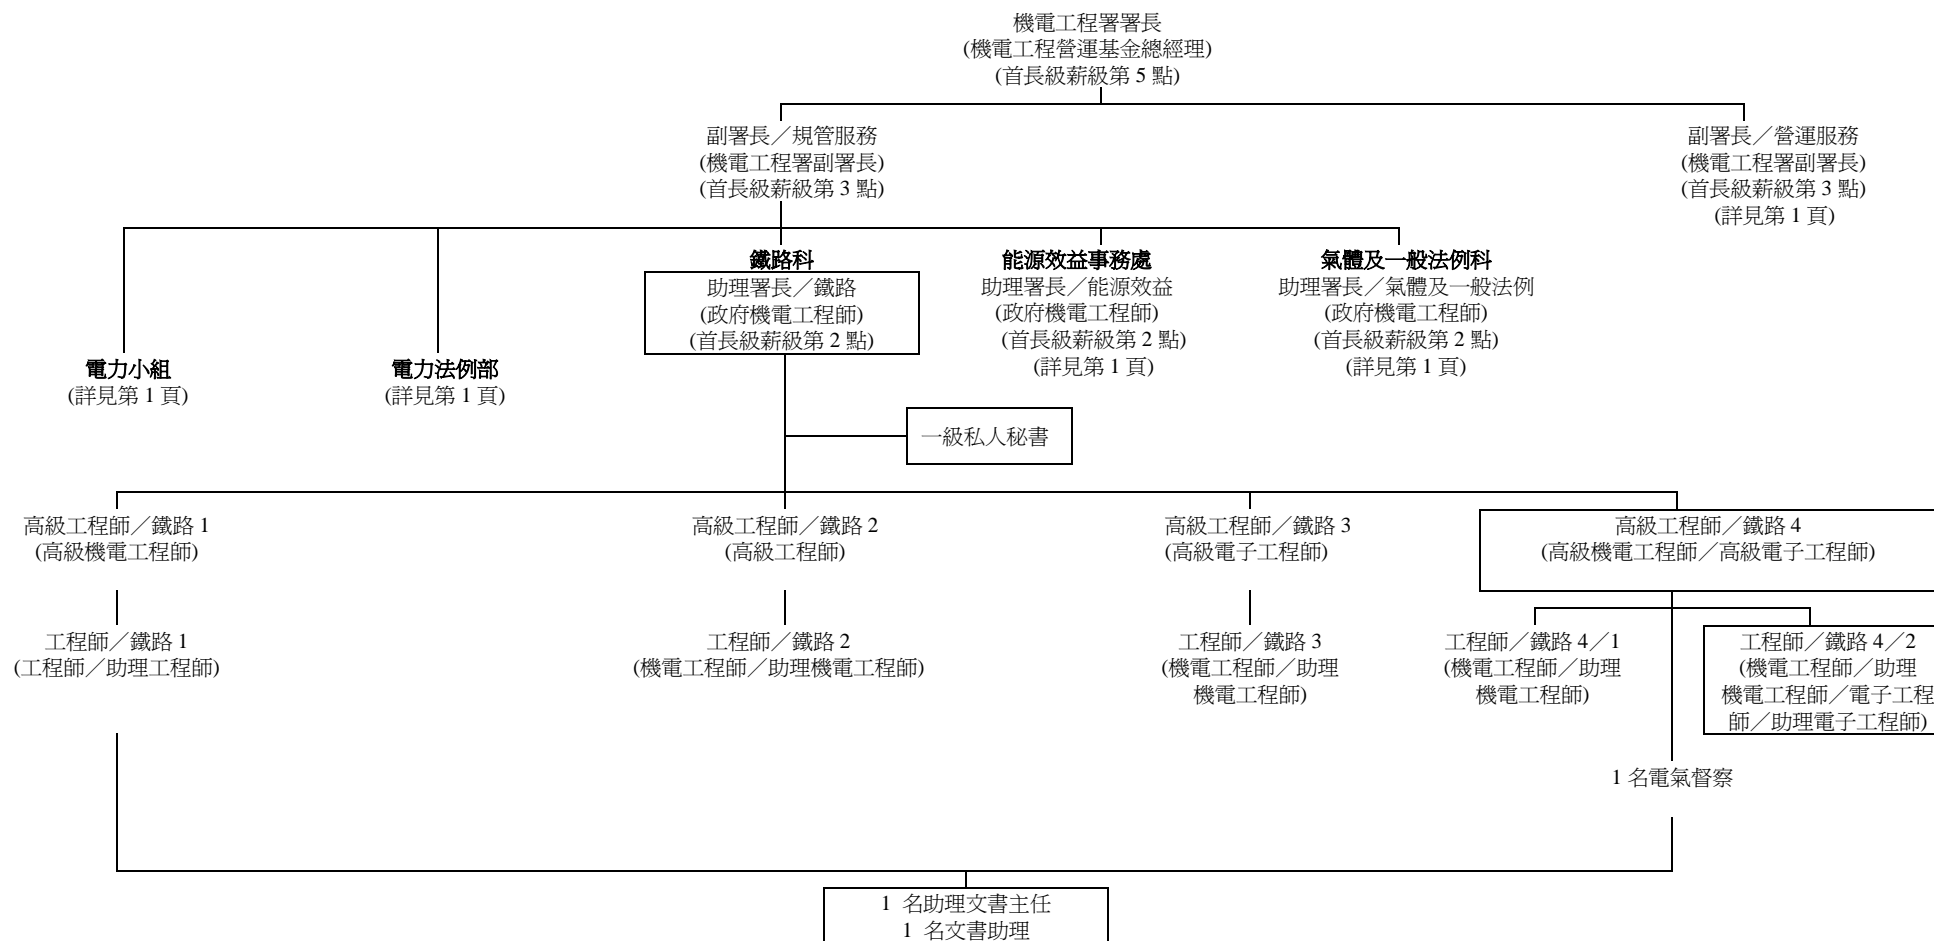 機電工程署署長
(機電工程營運基金總經理)
(首長級薪級第 5 點)
副署長／規管服務
(機電工程署副署長)
(首長級薪級第 3 點)
副署長／營運服務
(機電工程署副署長)
(首長級薪級第 3 點)
(詳見第 1 頁)
電力小組
(詳見第 1 頁)
電力法例部
(詳見第 1 頁)
鐵路科
助理署長／鐵路
(政府機電工程師)
(首長級薪級第 2 點)
能源效益事務處
助理署長／能源效益
(政府機電工程師)
(首長級薪級第 2 點)
(詳見第 1 頁)
氣體及一般法例科
助理署長／氣體及一般法例
(政府機電工程師)
(首長級薪級第 2 點)
(詳見第 1 頁)
一級私人秘書
高級工程師／鐵路 1
(高級機電工程師)
高級工程師／鐵路 2
(高級工程師)
高級工程師／鐵路 3
(高級電子工程師)
高級工程師／鐵路 4
(高級機電工程師／高級電子工程師)
工程師／鐵路 1
(工程師／助理工程師)
工程師／鐵路 2
(機電工程師／助理機電工程師)
工程師／鐵路 3
(機電工程師／助理
機電工程師)
工程師／鐵路 4／1
(機電工程師／助理
機電工程師)
工程師／鐵路 4／2
(機電工程師／助理
機電工程師／電子工程
師／助理電子工程師)
1 名電氣督察
1 名助理文書主任
1 名文書助理